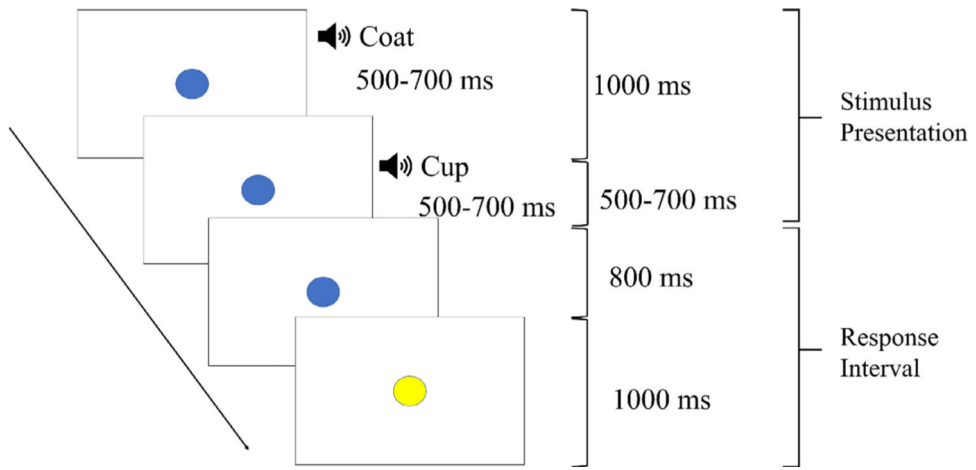 Coat
500-700 ms
1000 ms
Stimulus
Presentation
Cup
500-700 ms
500-700 ms
800 ms
Response
Interval
1000 ms